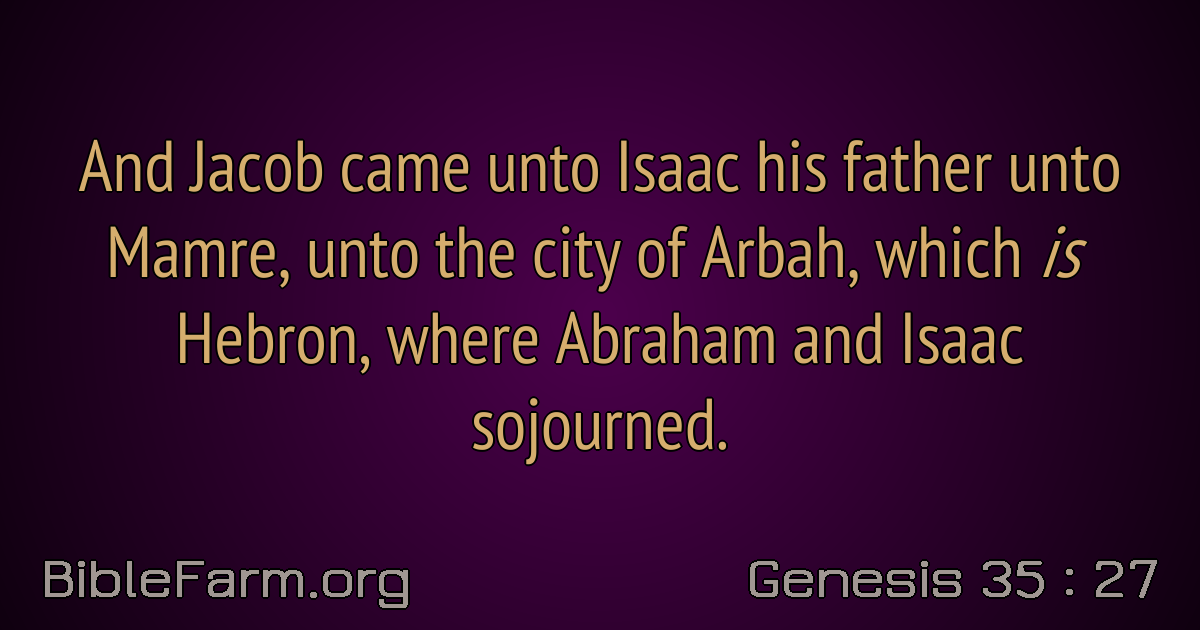 And Jacob came unto Isaac his father unto
Mamre, unto the city of Arbah, which is
Hebron, where Abraham and Isaac
sojourned.
BibleFarm.org
Genesis 35 : 27